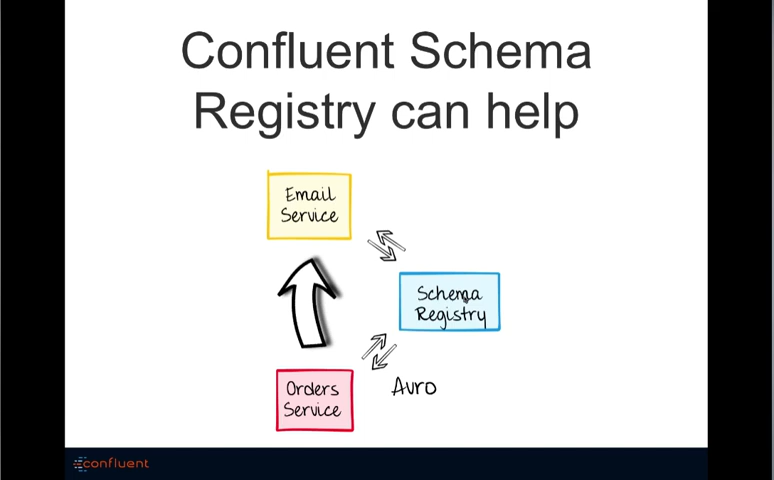 Confluent Schema
Registry can help
Email
Service
Schema
Registry
Orders
Service
Avro
confluent